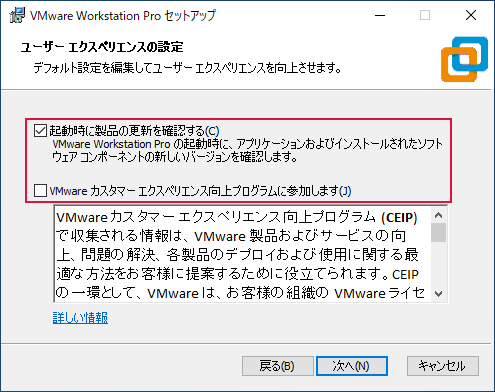 VMware Workstation Pro セットアップ
ユーザー エクスペリエンスの設定
デフォルト設定を編集してユーザー エクスペリエンスを向上させます。
起動時に製品の更新を確認する(C)
VMware Workstation Pro の起動時に、アプリケーションおよびインストールされたソフト
ウェア コンポーネントの新しいバージョンを確認します。
VMware カスタマー エクスペリエンス向上プログラムに参加します(J)
VMware カスタマー エクスペリエンス向上プログラム (CEIP)
で収集される情報は、VMware 製品およびサービスの向
上、問題の解決、各製品のデプロイおよび使用に関する最
適な方法をお客様に提案するために役立てられます。CEIP
の一環として、VMware は、お客様の組織の VMware ライセ
詳しい情報
戻る(B)
次へ(N)
キャンセル